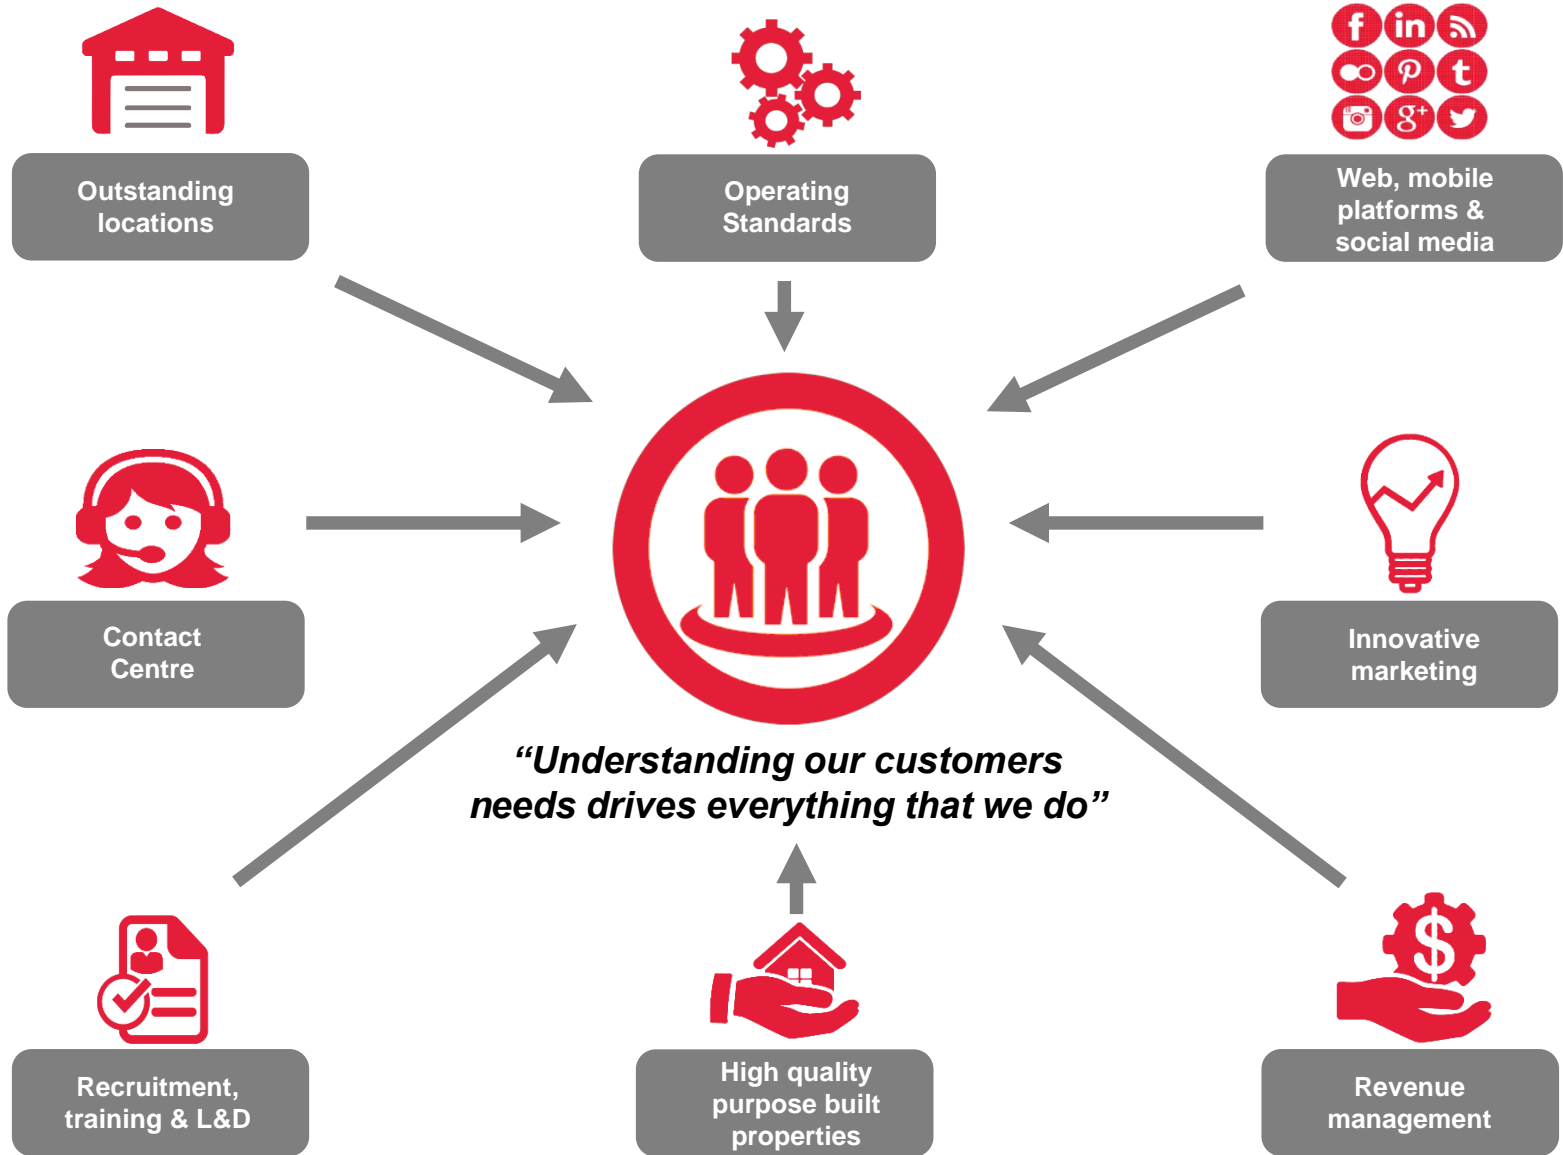 f in
p t
g+
Outstanding
locations
Operating
Standards
Web, mobile
platforms &
social media
Contact
Centre
Innovative
marketing
“Understanding our customers
needs drives everything that we do”
$
Recruitment,
training & L&D
High quality
purpose built
properties
Revenue
management